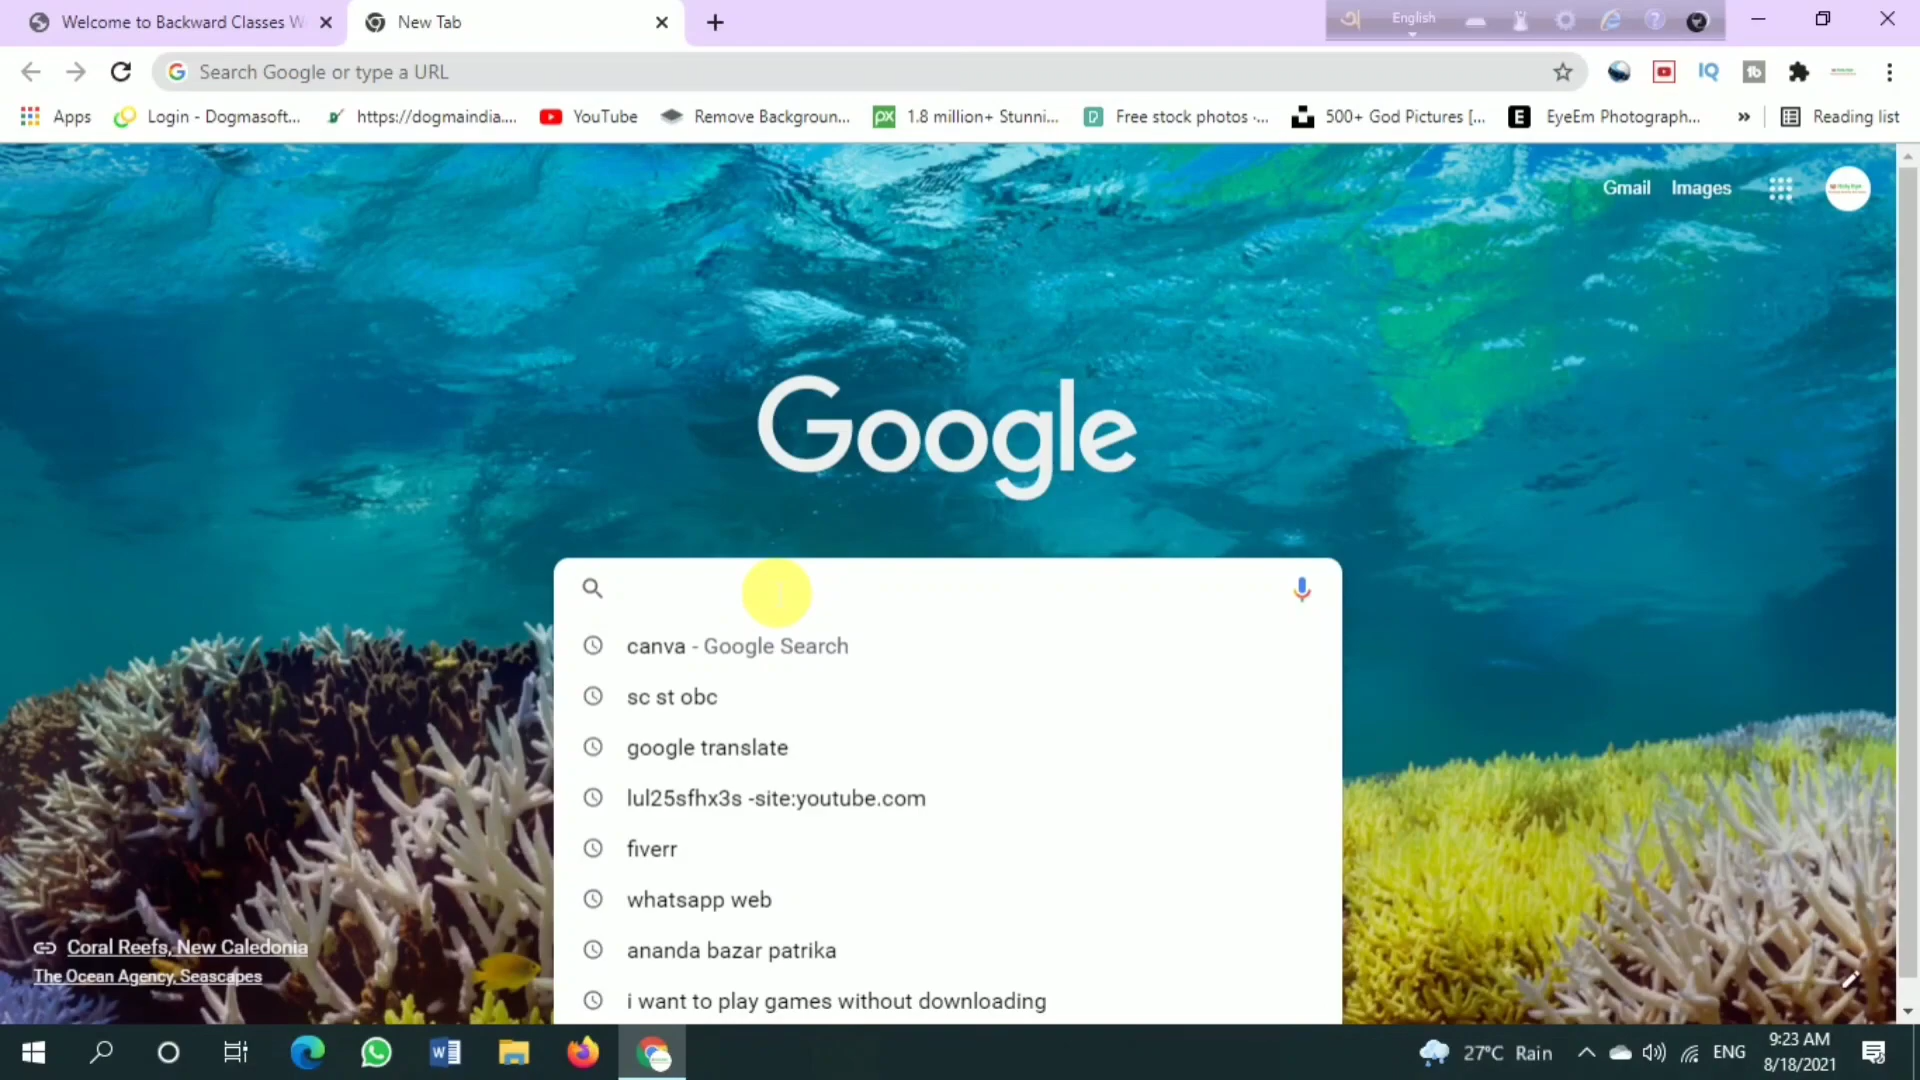 Welcome to Backward Classes W
New Tab
অ
English
Search Google or type a URL
IQ
tb
Apps
Login - Dogmasoft...
https://dogmaindia....
YouTube
Remove Backgroun...
px
1.8 million+ Stunni...
Free stock photos ·...
500+ God Pictures [...
E
EyeEm Photograph...
»
Reading list
Gmail
Images
Google
canva - Google Search
sc st obc
google translate
lul25sfhx3s -site:youtube.com
fiverr
whatsapp web
ananda bazar patrika
i want to play games without downloading
Coral Reefs, New Caledonia
The Ocean Agency, Seascapes
27°C Rain
ENG
9:23 AM
8/18/2021